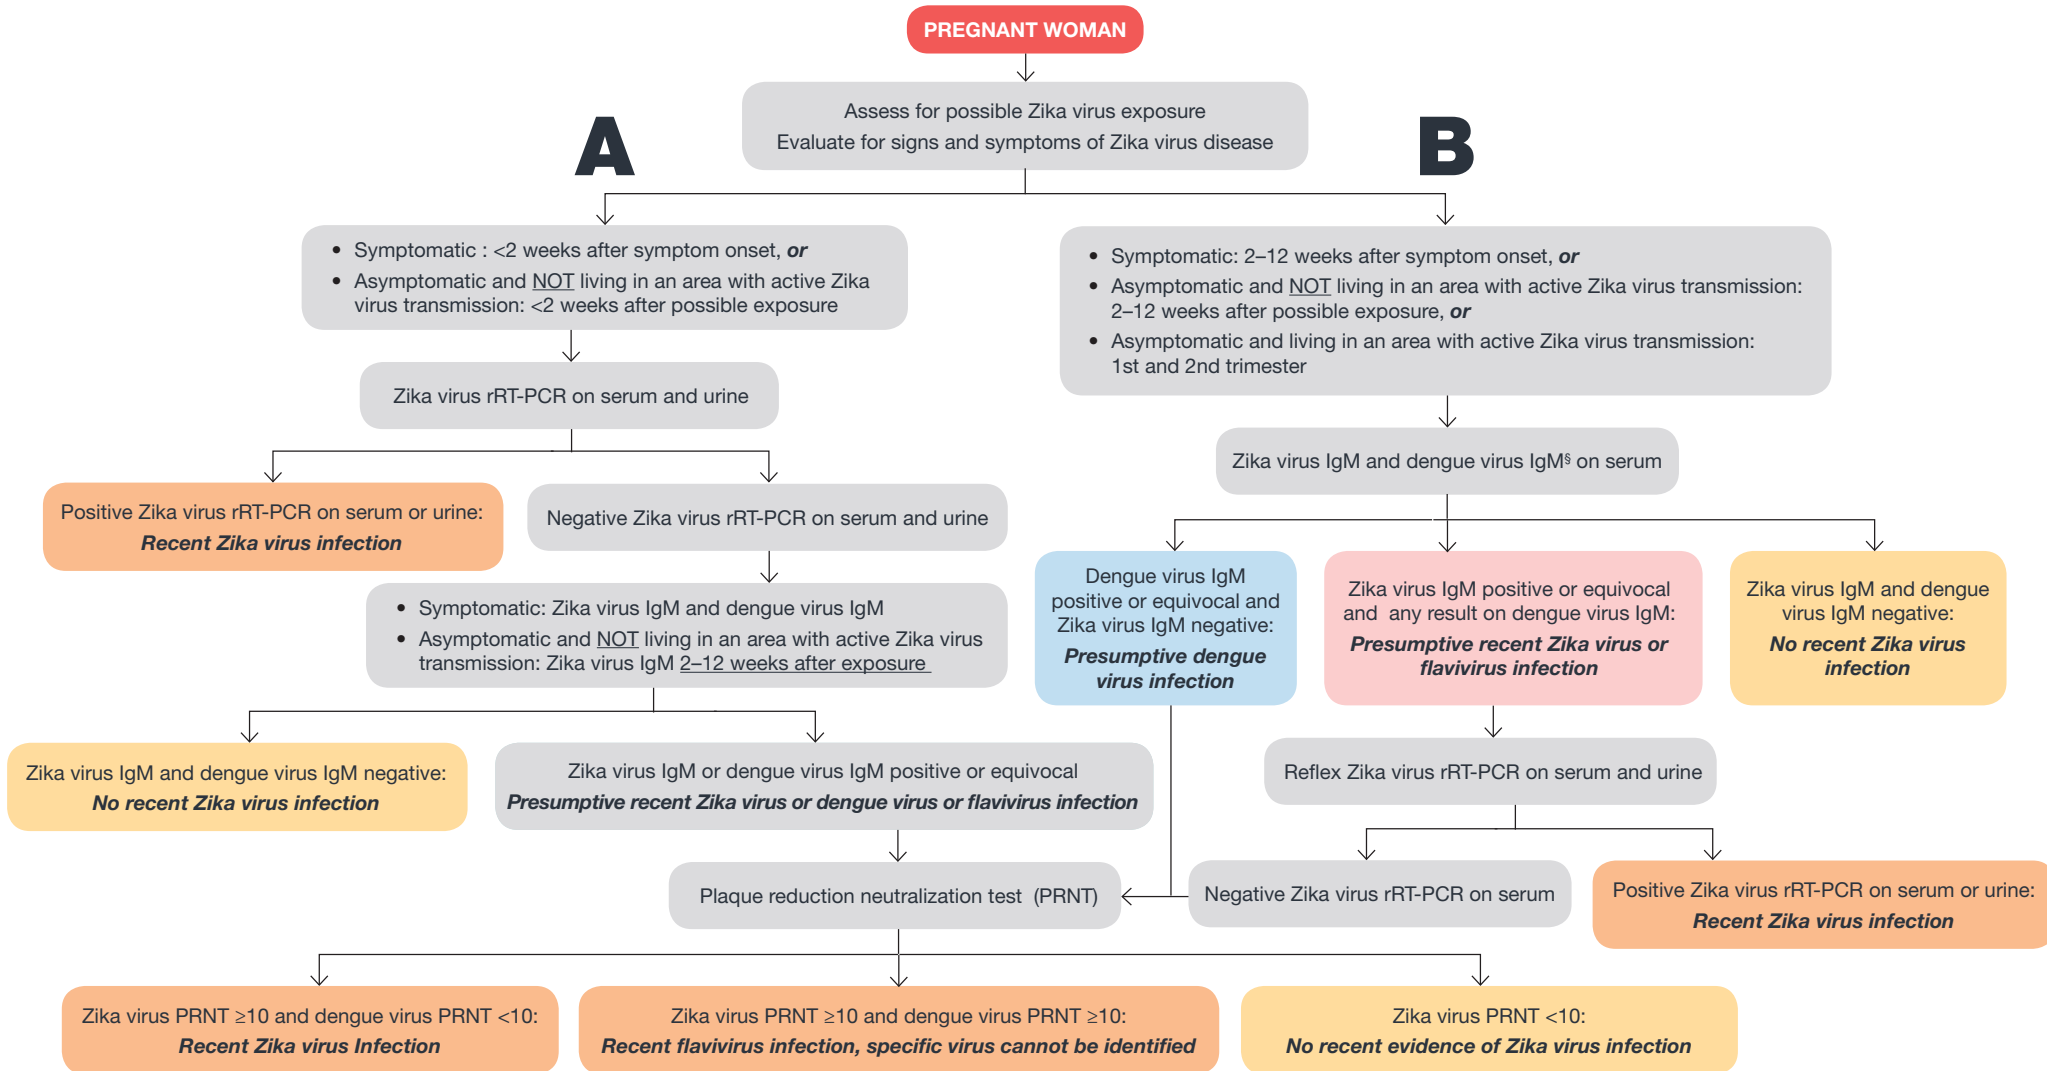 PREGNANT WOMAN
Assess for possible Zika virus exposure
Evaluate for signs and symptoms of Zika virus disease
A
B
• Symptomatic : <2 weeks after symptom onset, or
• Asymptomatic and NOT living in an area with active Zika
virus transmission: <2 weeks after possible exposure
• Symptomatic: 2–12 weeks after symptom onset, or
• Asymptomatic and NOT living in an area with active Zika virus transmission:
2–12 weeks after possible exposure, or
• Asymptomatic and living in an area with active Zika virus transmission:
1st and 2nd trimester
Zika virus rRT-PCR on serum and urine
Zika virus IgM and dengue virus IgM§ on serum
Positive Zika virus rRT-PCR on serum or urine:
Recent Zika virus infection
Negative Zika virus rRT-PCR on serum and urine
• Symptomatic: Zika virus IgM and dengue virus IgM
• Asymptomatic and NOT living in an area with active Zika virus
transmission: Zika virus IgM 2–12 weeks after exposure
Dengue virus IgM
positive or equivocal and
Zika virus IgM negative:
Presumptive dengue
virus infection
Zika virus IgM positive or equivocal
and any result on dengue virus IgM:
Presumptive recent Zika virus or
flavivirus infection
Zika virus IgM and dengue
virus IgM negative:
No recent Zika virus
infection
Zika virus IgM and dengue virus IgM negative:
No recent Zika virus infection
Zika virus IgM or dengue virus IgM positive or equivocal
Presumptive recent Zika virus or dengue virus or flavivirus infection
Reflex Zika virus rRT-PCR on serum and urine
Plaque reduction neutralization test (PRNT)
Negative Zika virus rRT-PCR on serum
Positive Zika virus rRT-PCR on serum or urine:
Recent Zika virus infection
Zika virus PRNT ≥10 and dengue virus PRNT <10:
Recent Zika virus Infection
Zika virus PRNT ≥10 and dengue virus PRNT ≥10:
Recent flavivirus infection, specific virus cannot be identified
Zika virus PRNT <10:
No recent evidence of Zika virus infection